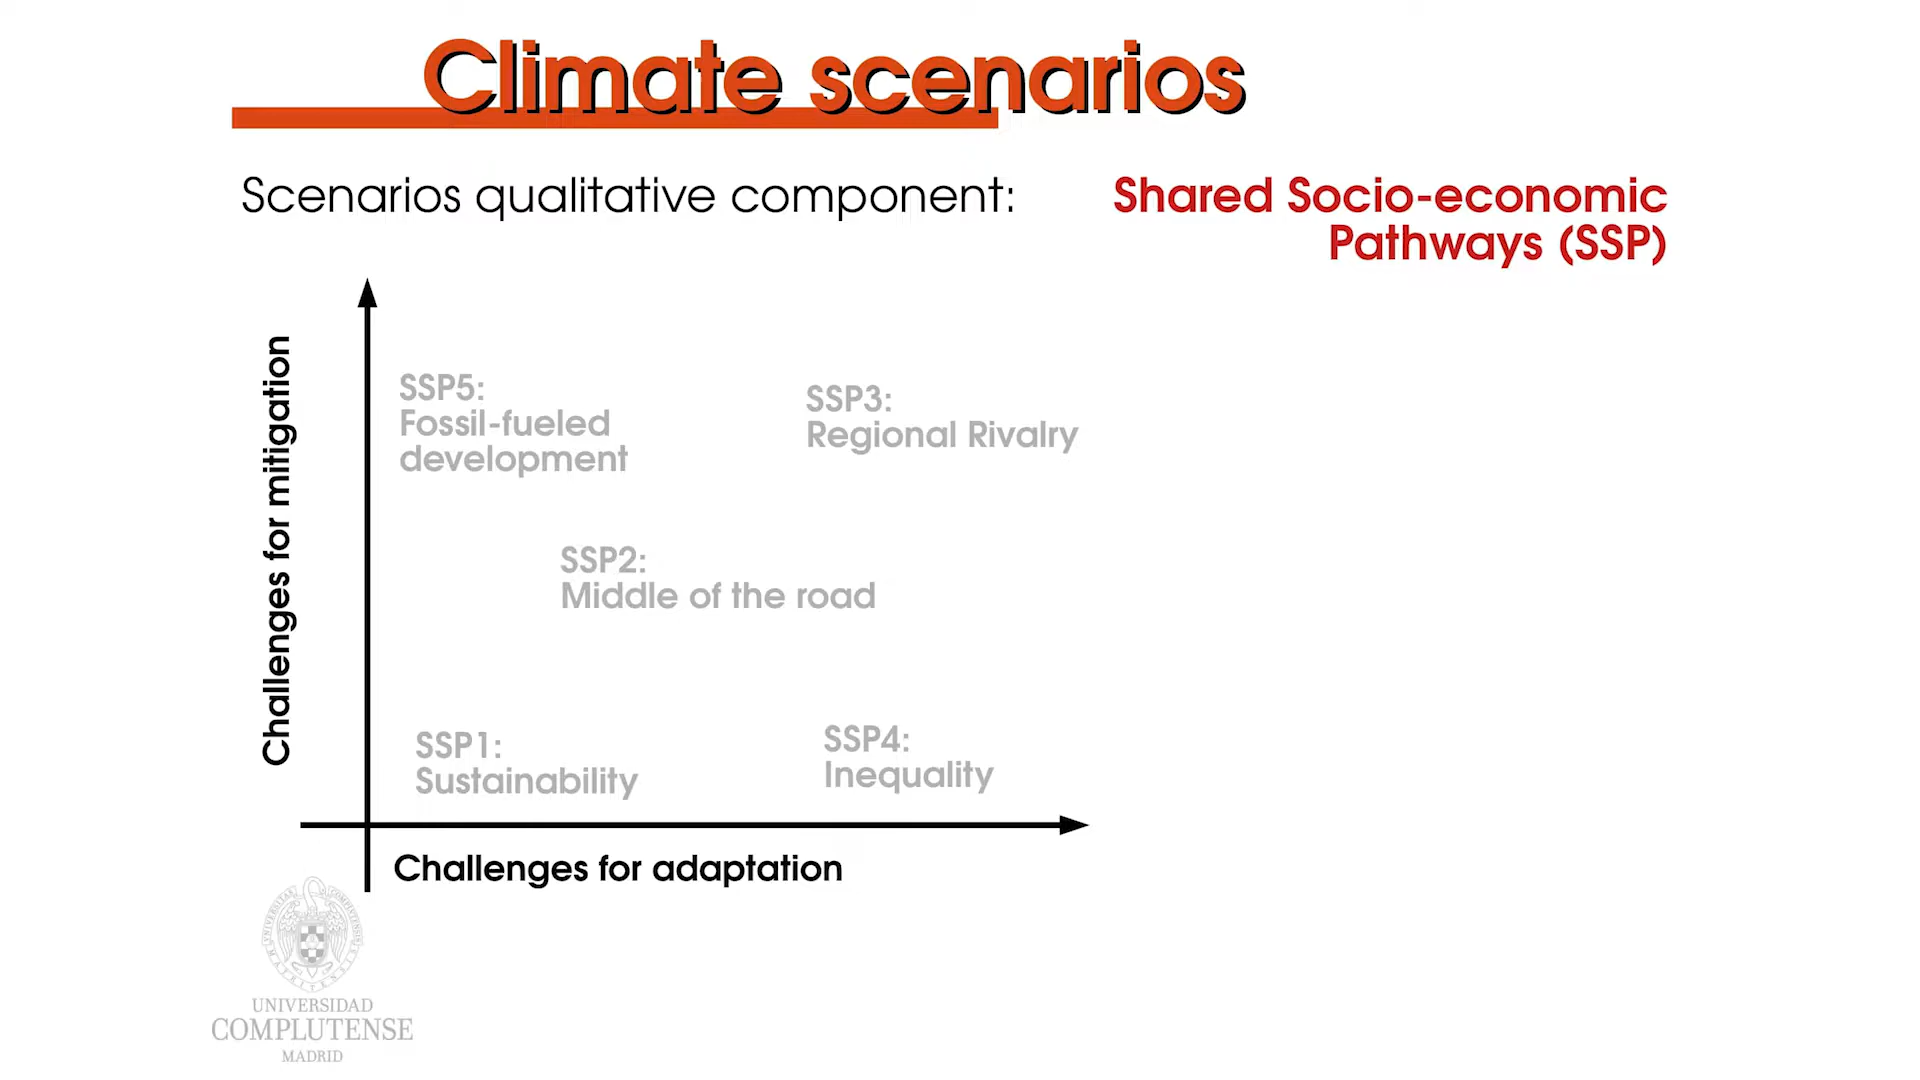 Climate scenarios
Scenarios qualitative component:
Shared Socio-economic
Pathways (SSP)
Challenges for mitigation
SSP5:
Fossil-fueled
development
SSP3:
Regional Rivalry
SSP2:
Middle of the road
SSP1:
Sustainability
SSP4:
Inequality
Challenges for adaptation
UNIVERSIDAD
COMPLUTENSE
MADRID